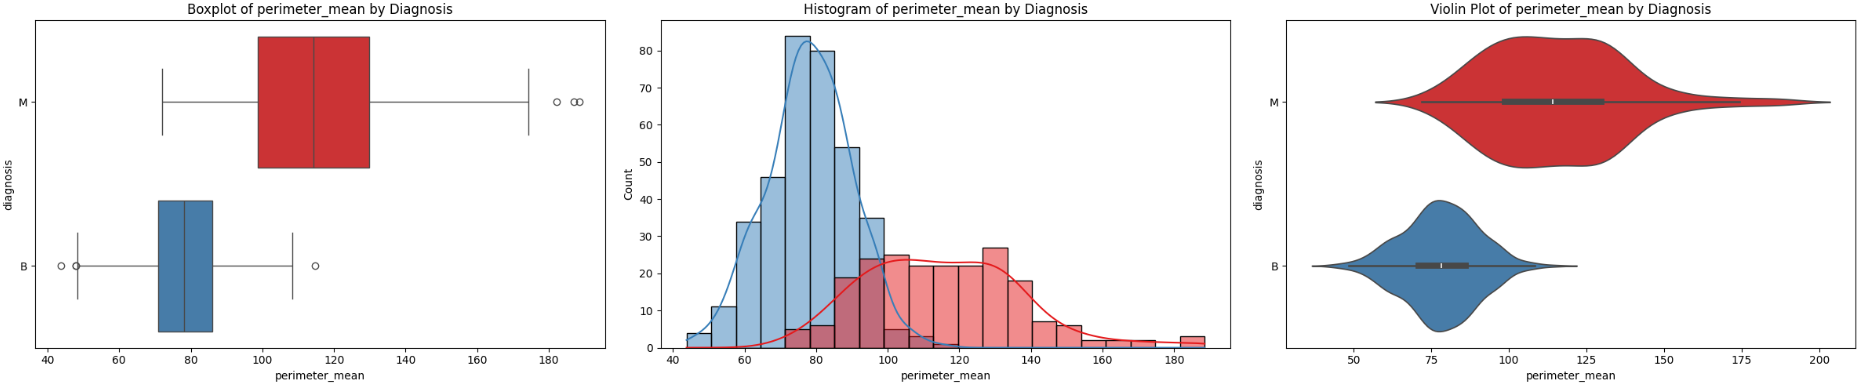 Boxplot of perimeter_mean by Diagnosis
diagnosis
M
B
40 60 80 100 120 140 160 180
perimeter_mean
Histogram of perimeter_mean by Diagnosis
Count
80
70
60
50
40
30
20
10
0
40 60 80 100 120 140 160 180
perimeter_mean
Violin Plot of perimeter_mean by Diagnosis
diagnosis
M
B
50 75 100 125 150 175 200
perimeter_mean